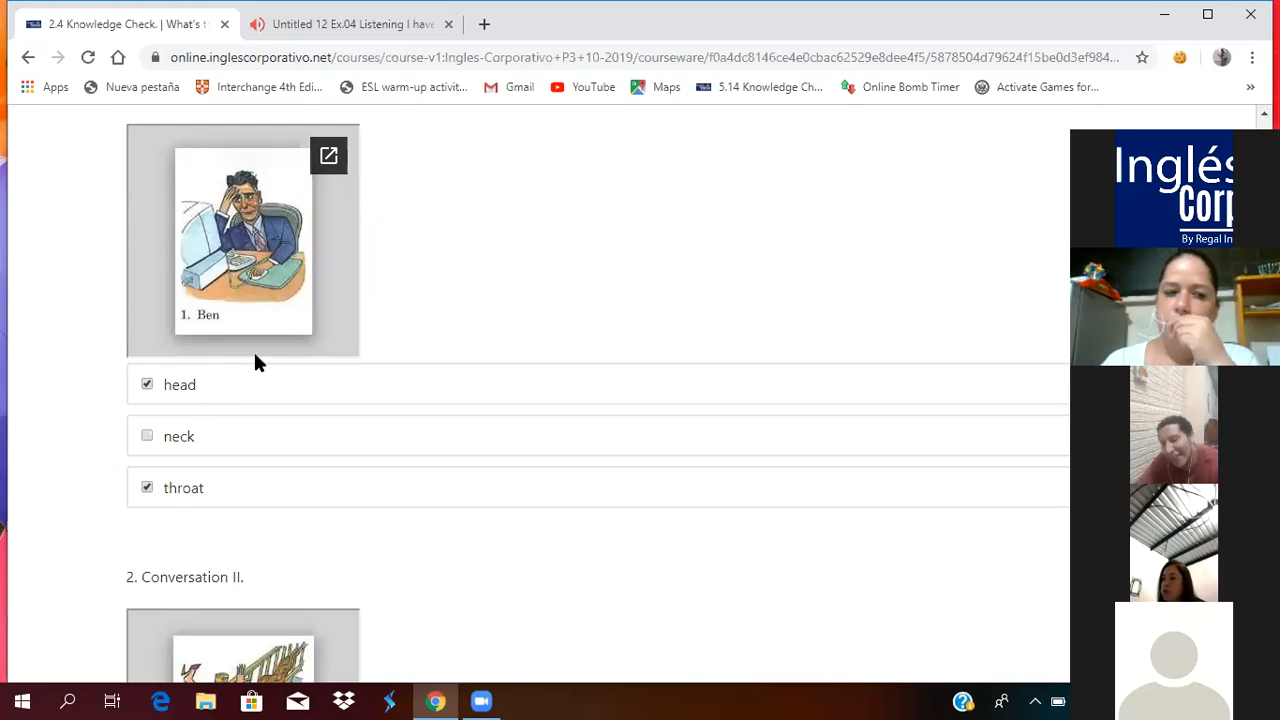 2.4 Knowledge Check. | What's t
Untitled 12 Ex.04 Listening I have
online.inglescorporativo.net/courses/course-v1:Ingles_Corporativo+P3+10-2019/courseware/f0a4dc8146ce4e0cbac62529e8dee4f5/5878504d79624f15be0d3ef984...
Apps
Nueva pestaña
Interchange 4th Edi...
ESL warm-up activit...
Gmail
YouTube
Maps
5.14 Knowledge Ch...
Online Bomb Timer
Activate Games for...
»
1. Ben
head
neck
throat
2. Conversation II.
Inglés
Corp
By Regal In